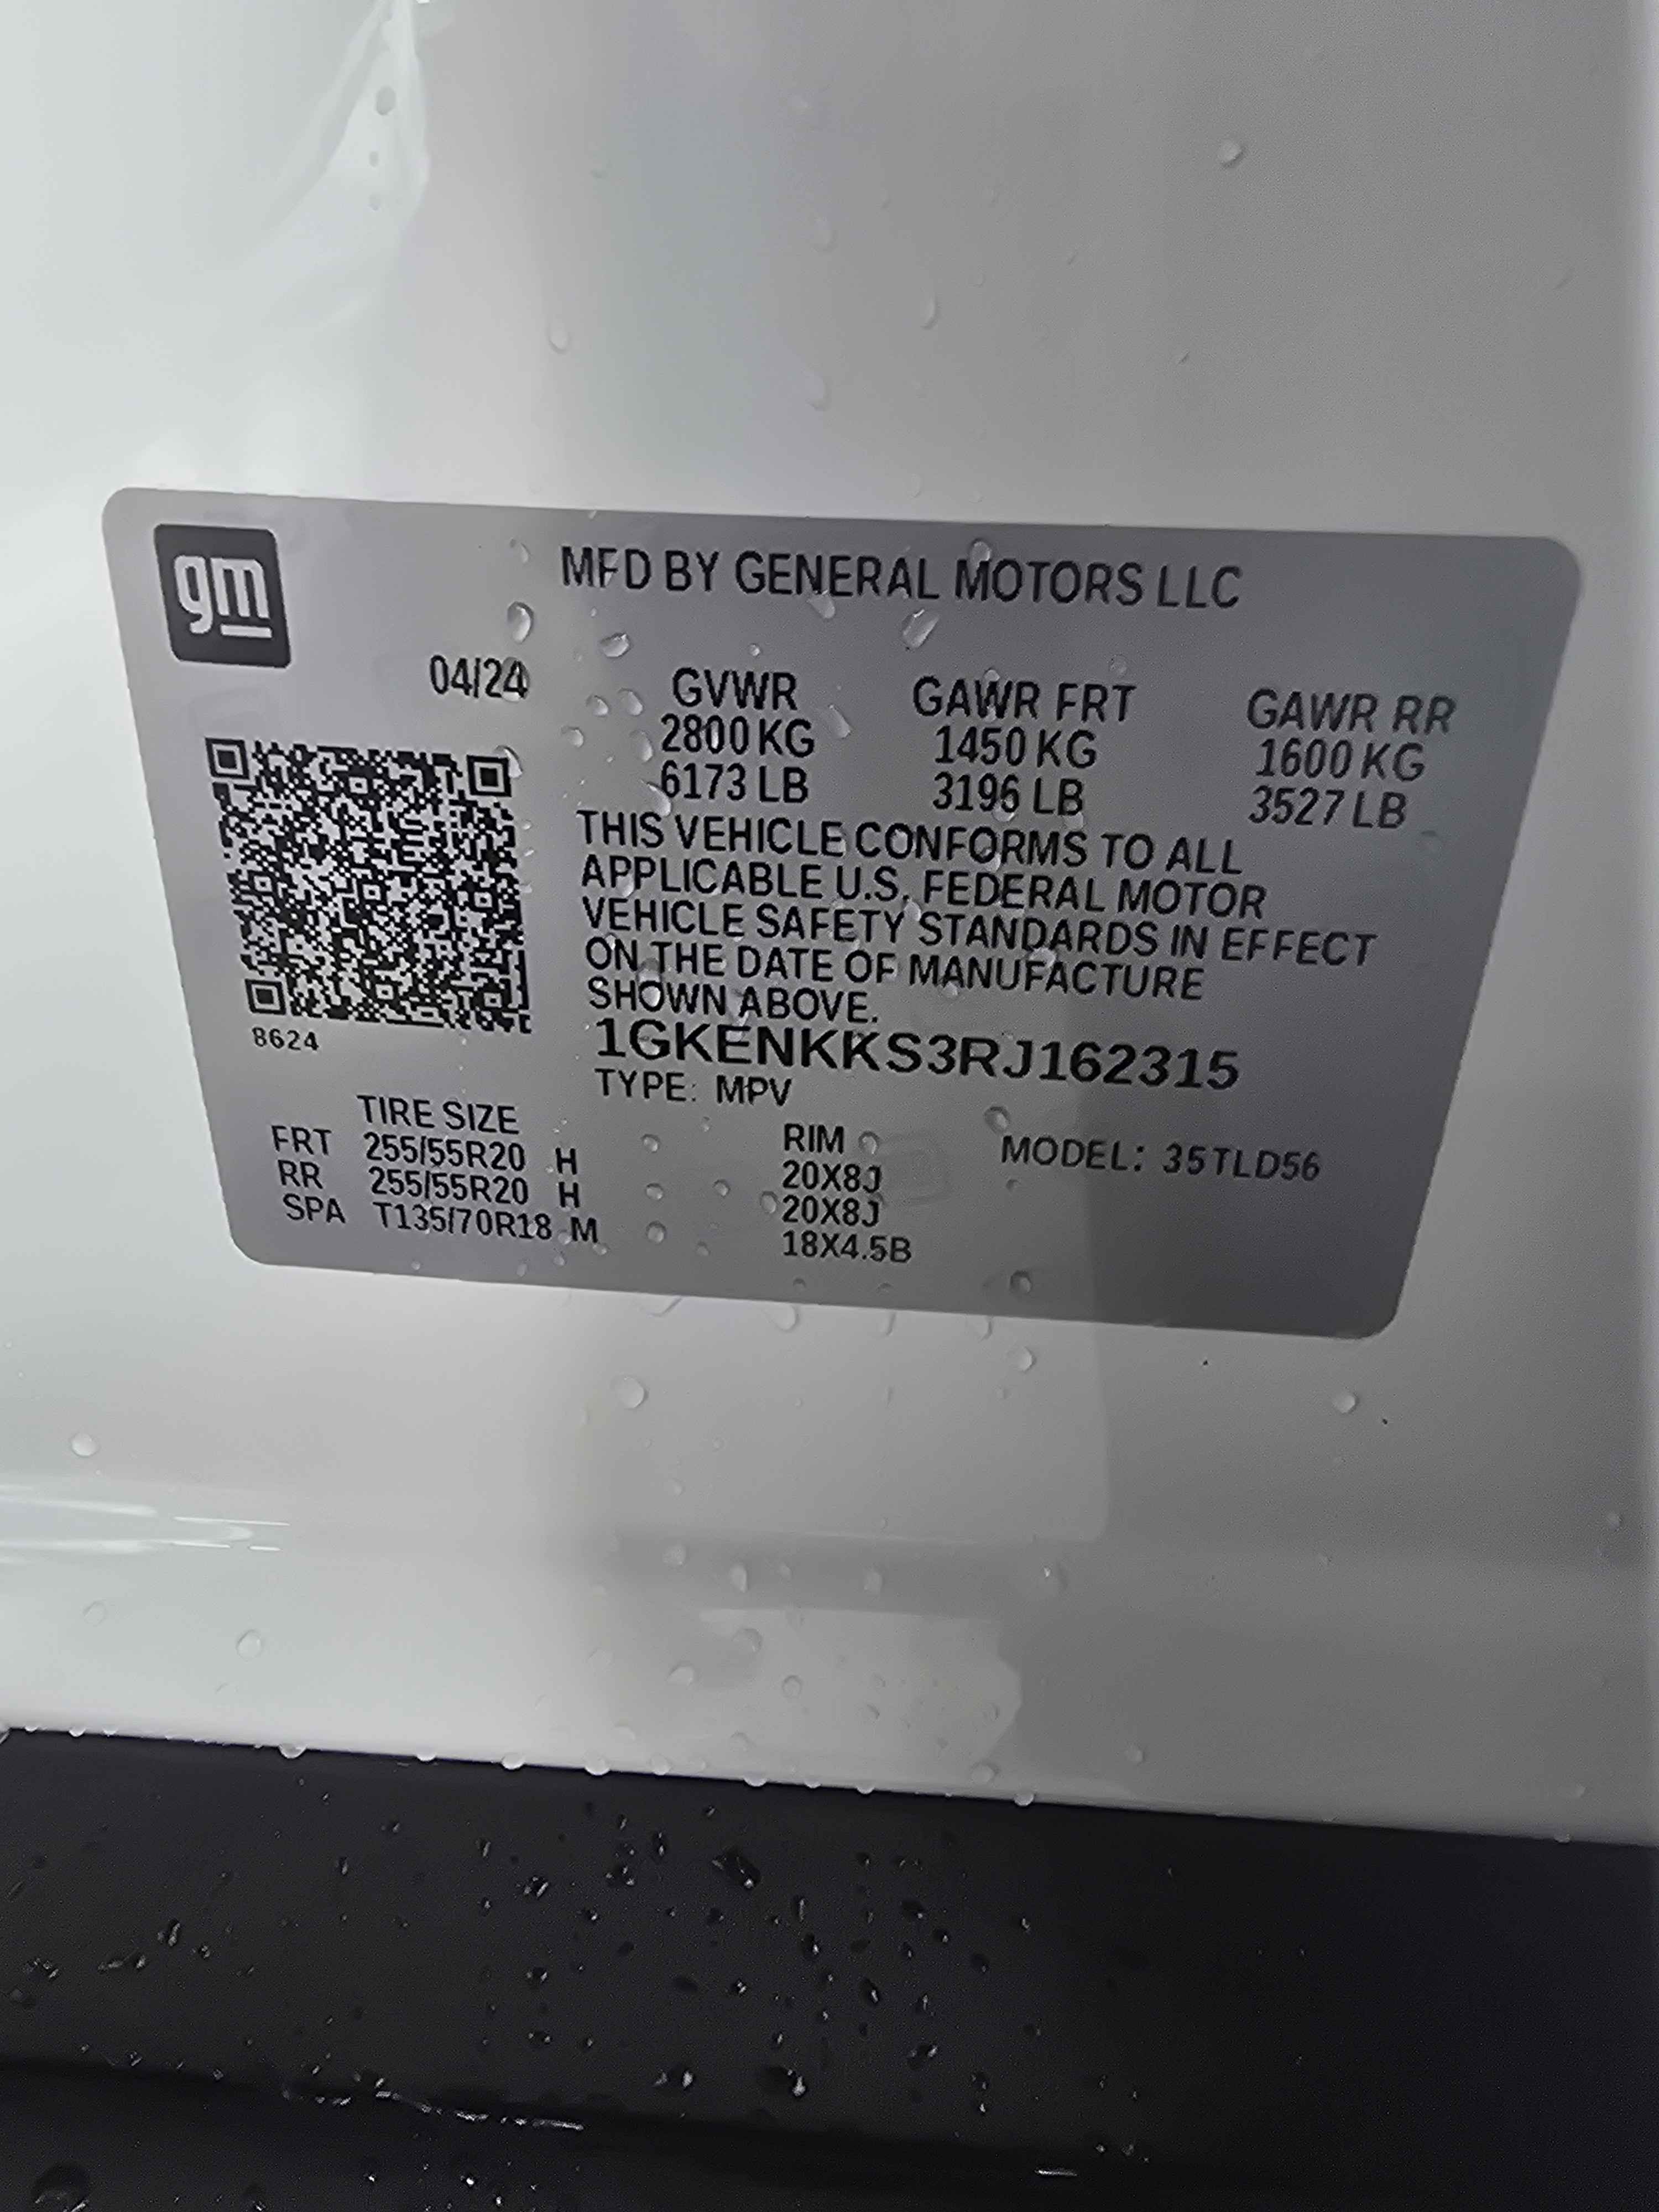 gm
MFD BY GENERAL MOTORS LLC
04/24
GVWR GAWR FRT GAWR RR
2800 KG 1450 KG 1600 KG
6173 LB 3196 LB 3527 LB
THIS VEHICLE CONFORMS TO ALL
APPLICABLE U.S. FEDERAL MOTOR
VEHICLE SAFETY STANDARDS IN EFFECT
ON THE DATE OF MANUFACTURE
SHOWN ABOVE.
8624
1GKENKKS3RJ162315
TYPE: MPV
TIRE SIZE RIM MODEL: 35TLD56
FRT 255/55R20 H 20X8J
RR 255/55R20 H 20X8J
SPA T135/70R18 M 18X4.5B